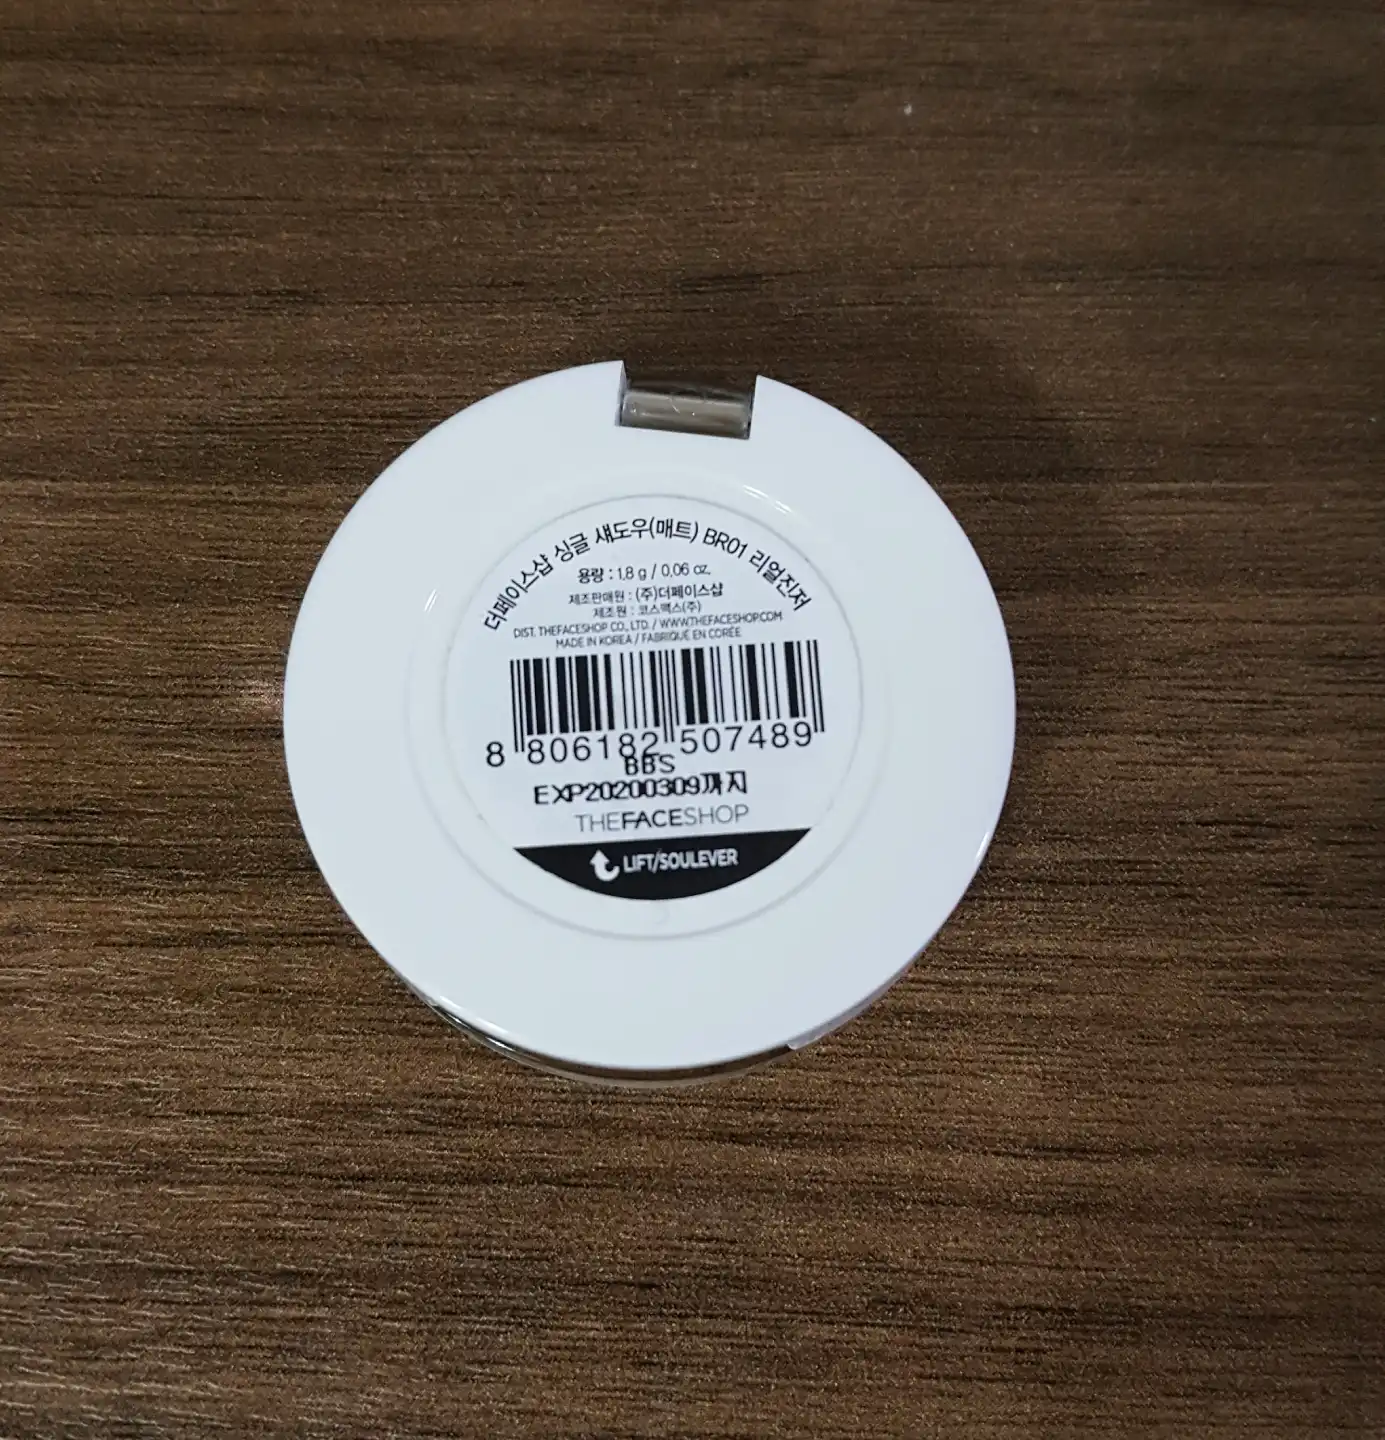 더페이스샵 싱글 섀도우(매트) BR01 리얼진저
용량 : 1.8 g / 0.06 oz.
제조판매원 : (주)더페이스샵
제조원 : 코스맥스(주)
DIST. THEFACESHOP CO., LTD. / WWW.THEFACESHOP.COM
MADE IN KOREA / FABRIQUÉ EN CORÉE
8 806182 507489
BBS
EXP20200309까지
THEFACESHOP
LIFT/SOULEVER